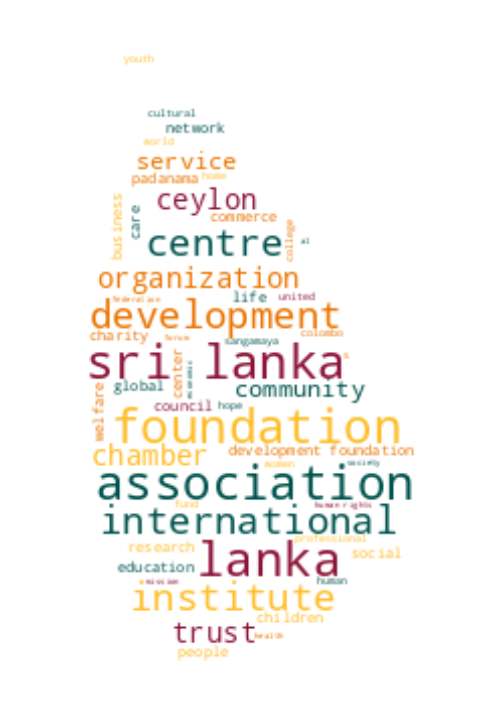 youth
cultural
network
world
service
padanama home
business
care
ceylon
commerce
college
centre al
organization
life united
federation
development
charity forum
colombo
sangamaya
sri lanka
center
economic
global
community
welfare
council hope
foundation
chamber
development foundation
women society
association
fund human rights
international
professional
research
lanka
social
education
mission
human
institute
children
trust
health
people